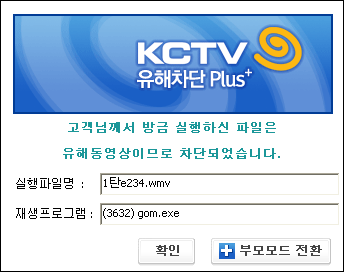 KCTV
유해차단 Plus+
고객님께서 방금 실행하신 파일은
유해동영상이므로 차단되었습니다.
실행파일명 : 1탄e234.wmv
재생프로그램 : (3632) gom.exe
확인 부모모드 전환